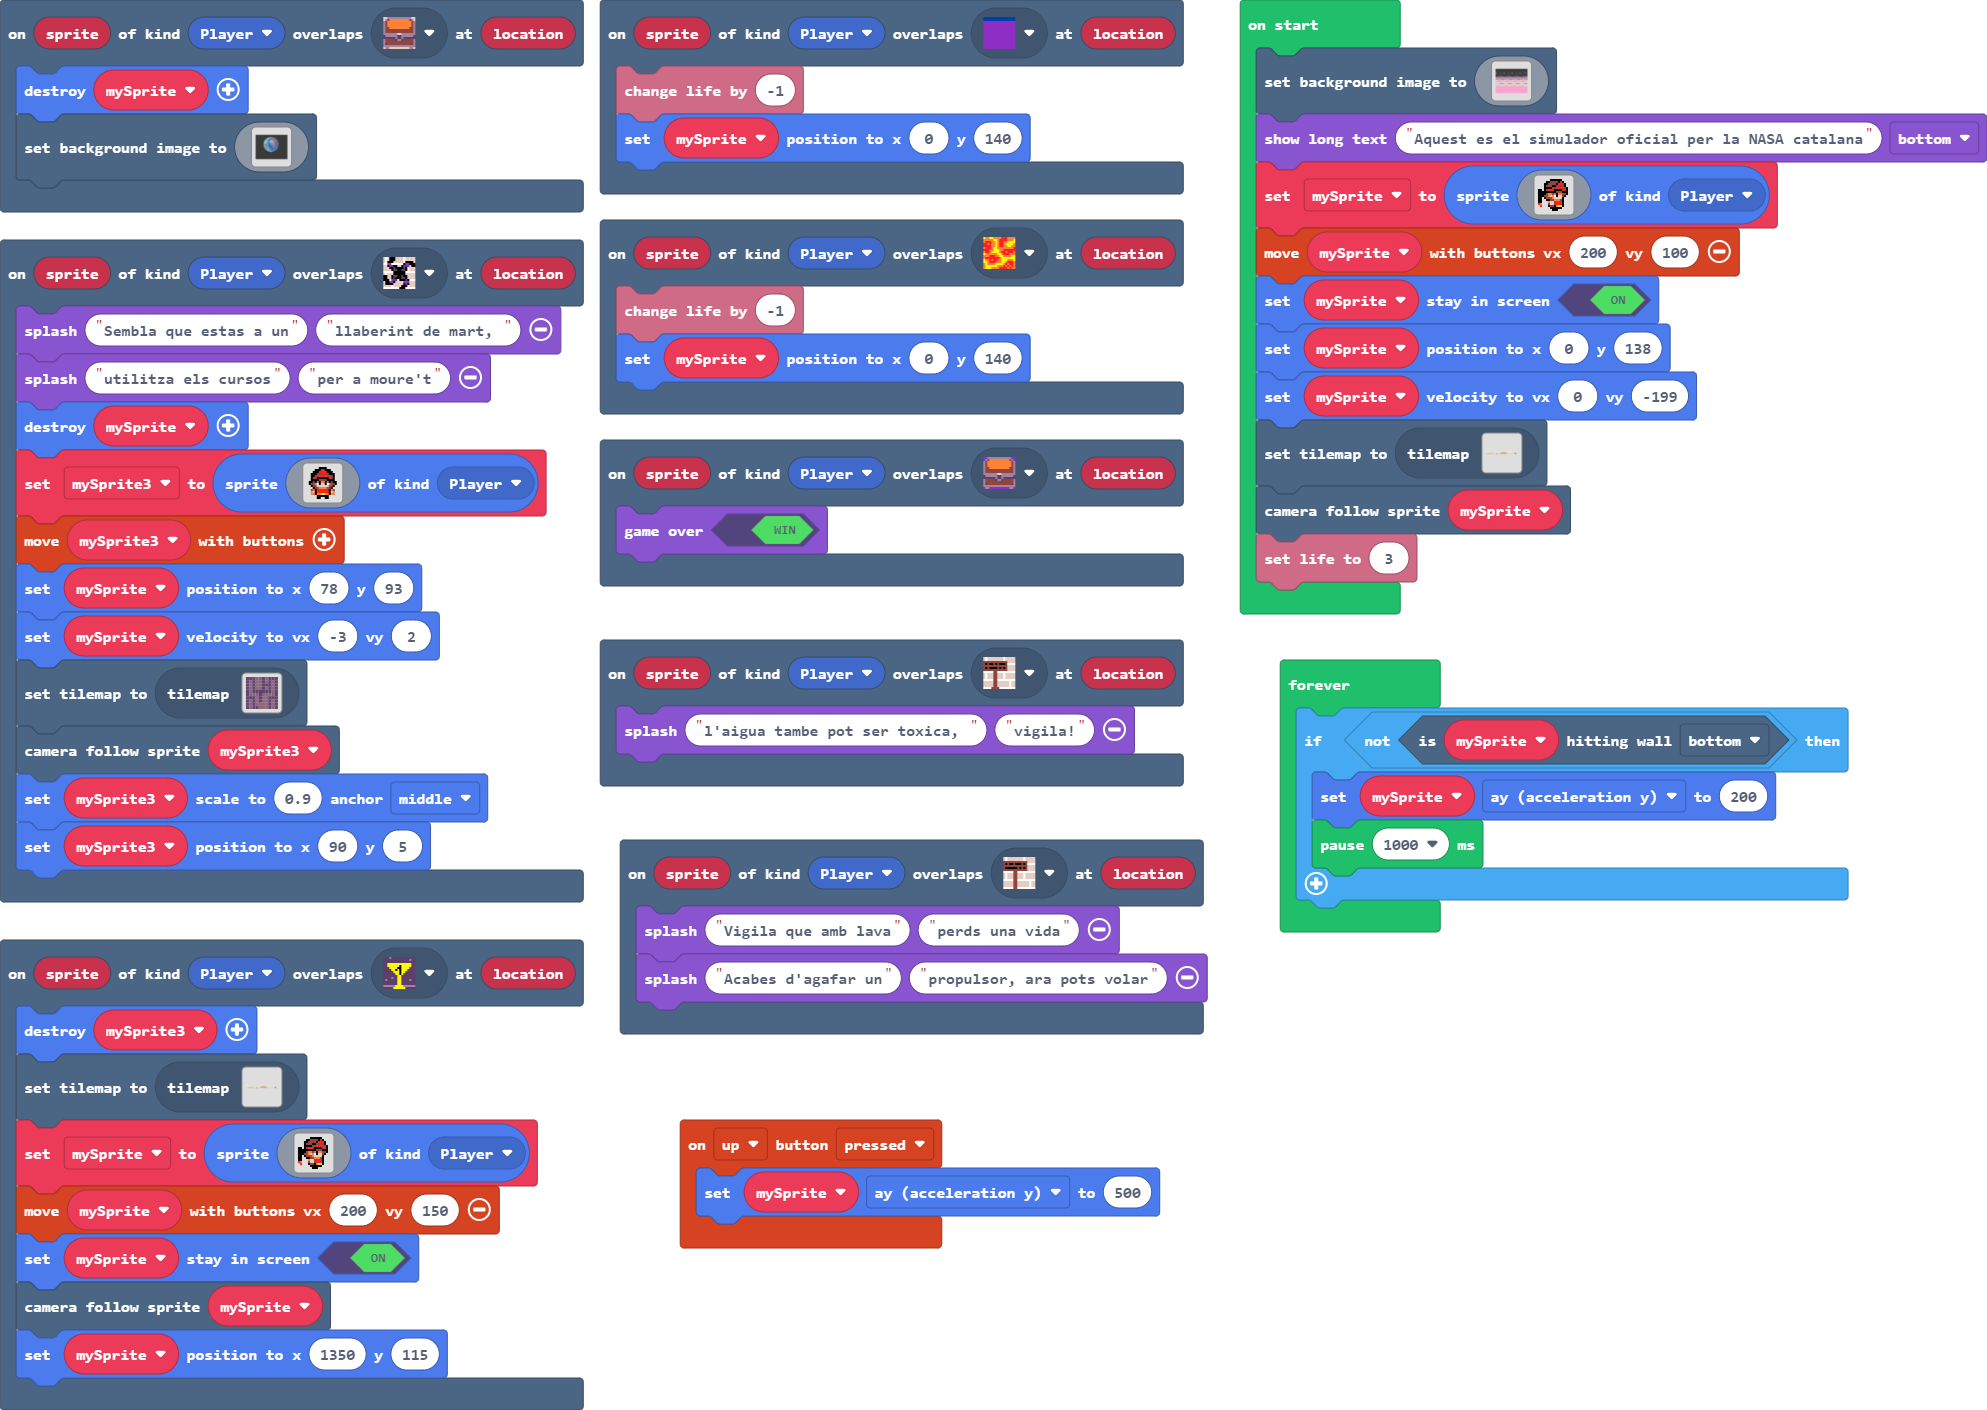 on sprite of kind Player overlaps at location
destroy mySprite
set background image to
on sprite of kind Player overlaps at location
splash "Sembla que estas a un" "llaberint de mart, "
splash "utilitza els cursos" "per a moure't"
destroy mySprite
set mySprite3 to sprite of kind Player
move mySprite3 with buttons
set mySprite position to x 78 y 93
set mySprite velocity to vx -3 vy 2
set tilemap to tilemap
camera follow sprite mySprite3
set mySprite3 scale to 0.9 anchor middle
set mySprite3 position to x 90 y 5
on sprite of kind Player overlaps at location
destroy mySprite3
set tilemap to tilemap
set mySprite to sprite of kind Player
move mySprite with buttons vx 200 vy 150
set mySprite stay in screen ON
camera follow sprite mySprite
set mySprite position to x 1350 y 115
on sprite of kind Player overlaps at location
change life by -1
set mySprite position to x 0 y 140
on sprite of kind Player overlaps at location
change life by -1
set mySprite position to x 0 y 140
on sprite of kind Player overlaps at location
game over WIN
on sprite of kind Player overlaps at location
splash "l'aigua tambe pot ser toxica, " "vigila!"
on sprite of kind Player overlaps at location
splash "Vigila que amb lava" "perds una vida"
splash "Acabes d'agafar un" "propulsor, ara pots volar"
on up button pressed
set mySprite ay (acceleration y) to 500
on start
set background image to
show long text "Aquest es el simulador oficial per la NASA catalana" bottom
set mySprite to sprite of kind Player
move mySprite with buttons vx 200 vy 100
set mySprite stay in screen ON
set mySprite position to x 0 y 138
set mySprite velocity to vx 0 vy -199
set tilemap to tilemap
camera follow sprite mySprite
set life to 3
forever
if not is mySprite hitting wall bottom then
set mySprite ay (acceleration y) to 200
pause 1000 ms